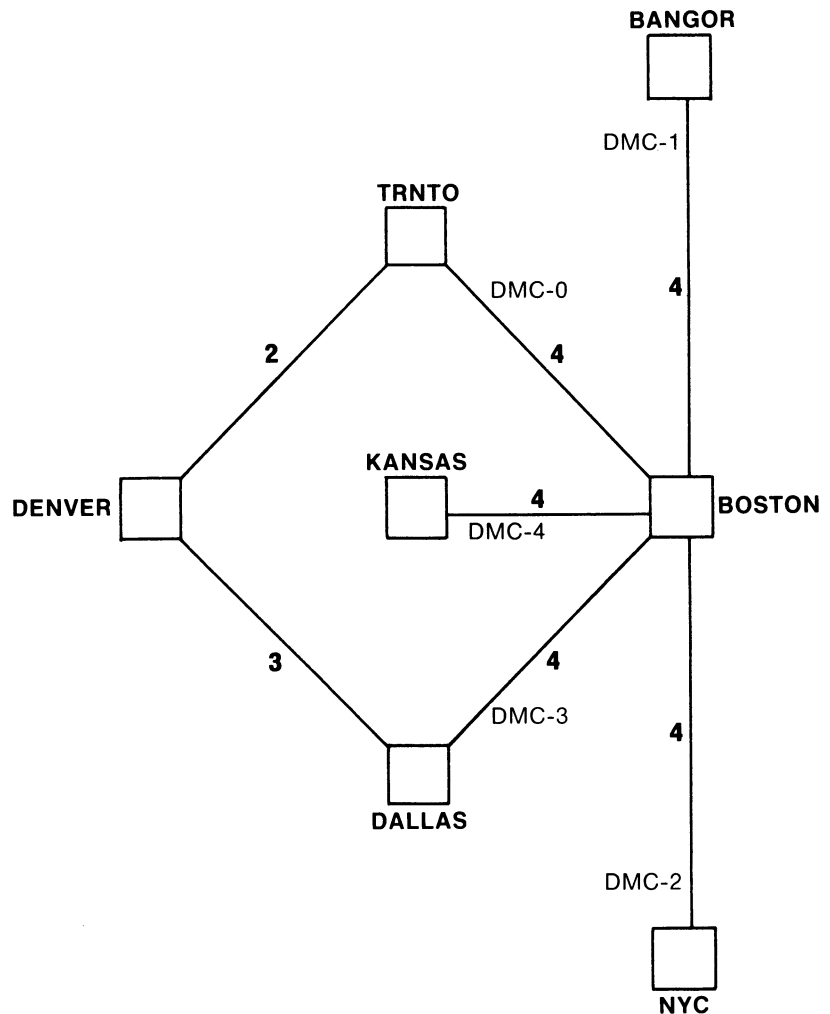 BANGOR
DMC-1
TRNTO
DMC-0
4
2
4
KANSAS
DENVER
4
BOSTON
DMC-4
3
4
DMC-3
4
DALLAS
DMC-2
NYC